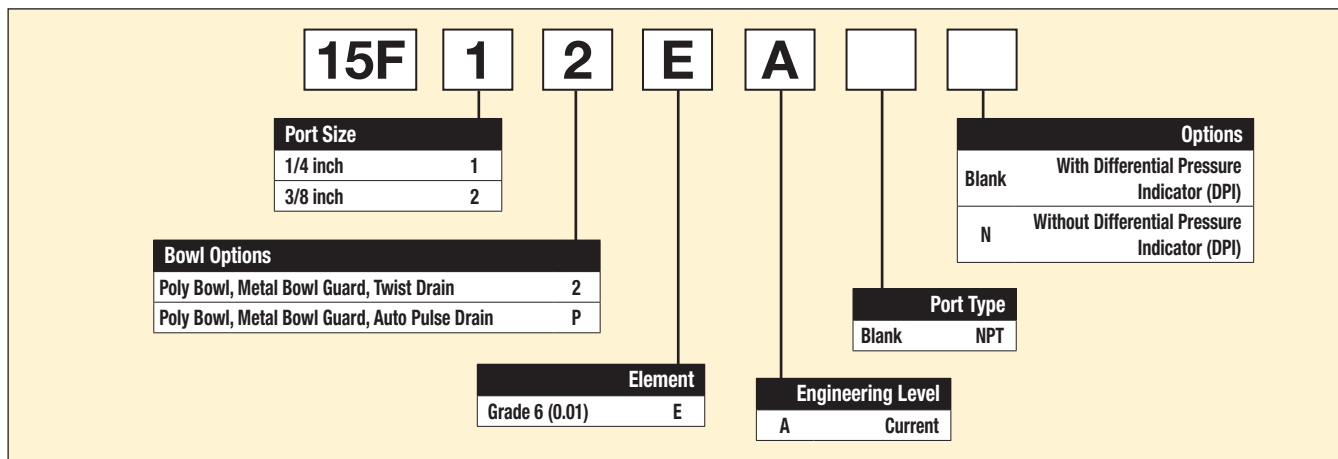 15F 1 2 E A
Port Size
1/4 inch 1
3/8 inch 2
Bowl Options
Poly Bowl, Metal Bowl Guard, Twist Drain 2
Poly Bowl, Metal Bowl Guard, Auto Pulse Drain P
Element
Grade 6 (0.01) E
Engineering Level
A Current
Port Type
Blank NPT
Options
Blank With Differential Pressure
Indicator (DPI)
N Without Differential Pressure
Indicator (DPI)